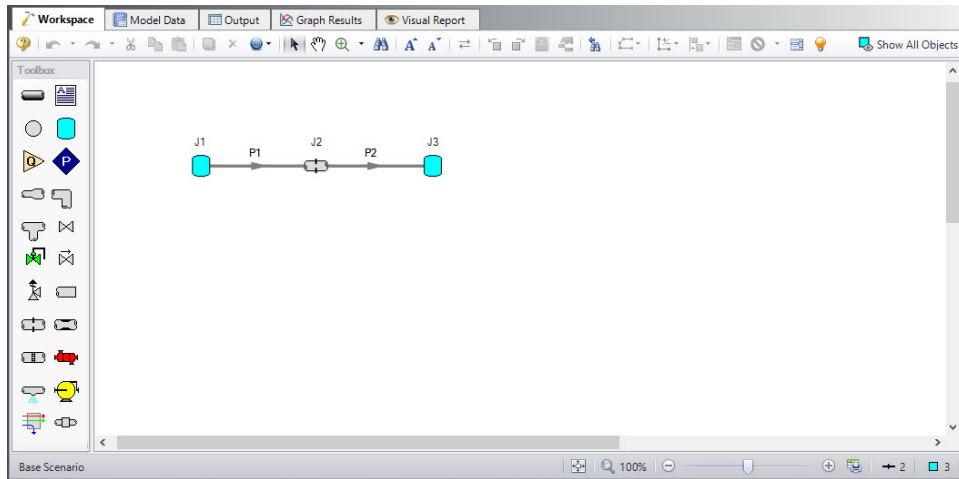 Workspace Model Data Output Graph Results Visual Report
A A Show All Objects
Toolbox
A
J1 J2 J3
P1 P2
Q P
Base Scenario 100% 2 3